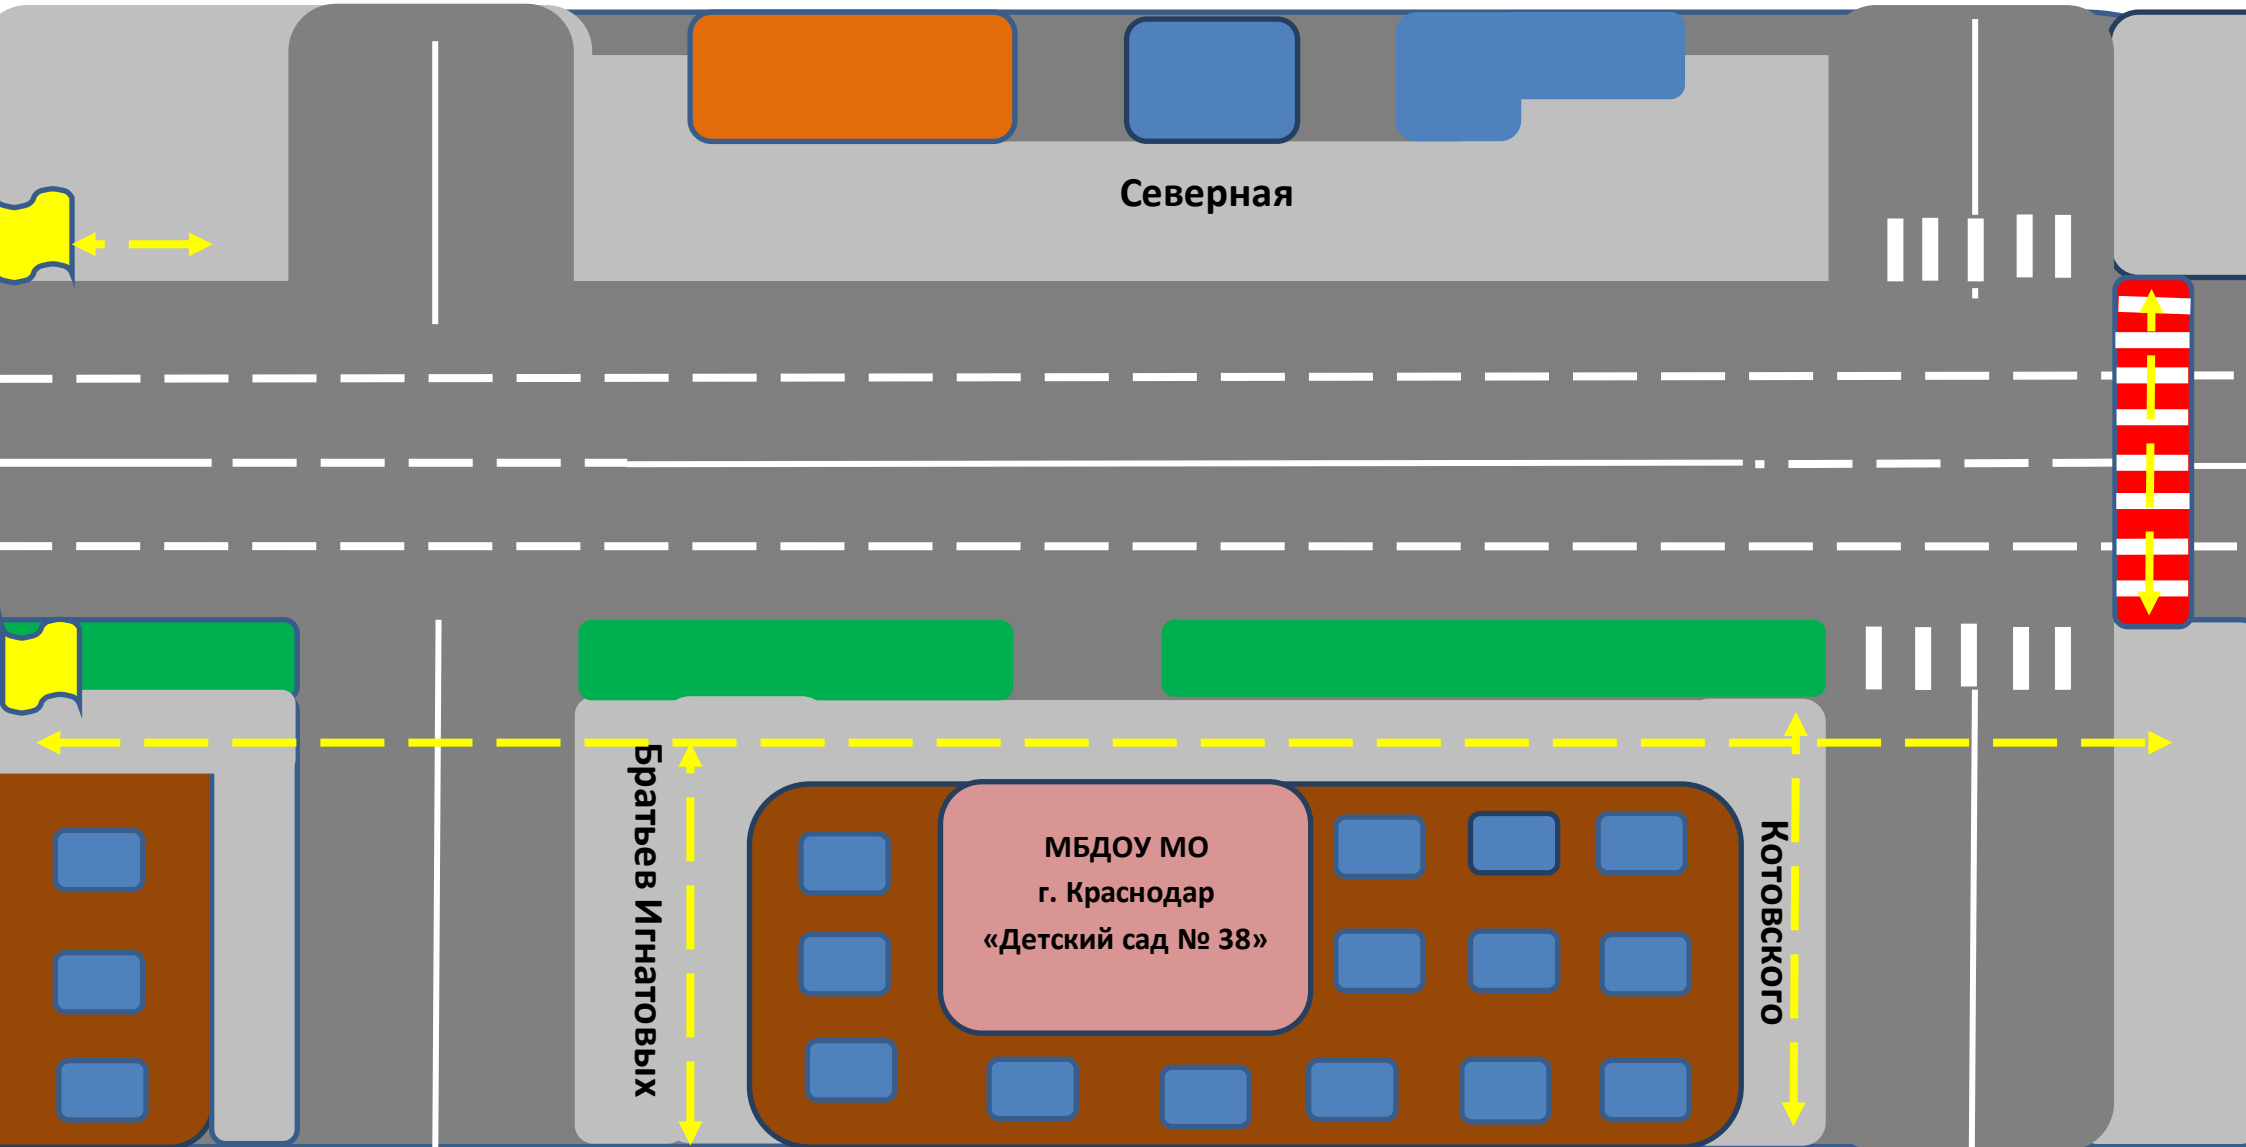 Северная
Братьев Игнатовых
МБДОУ МО
г. Краснодар
«Детский сад № 38»
Котовского